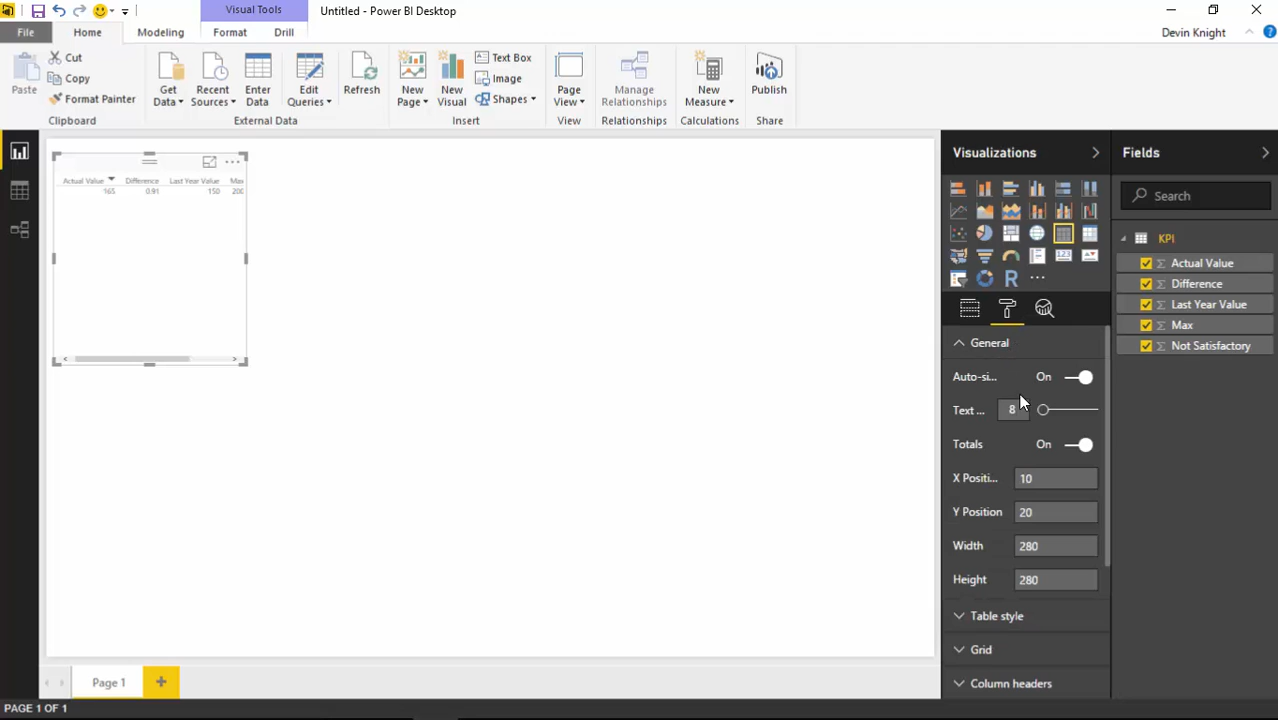 Visual Tools
Untitled - Power BI Desktop
File
Home
Modeling
Format
Drill
Devin Knight
Paste
Cut
Copy
Format Painter
Clipboard
Get Data
Recent Sources
Enter Data
Edit Queries
Refresh
External Data
New Page
New Visual
Text Box
Image
Shapes
Insert
Page View
View
Manage Relationships
Relationships
New Measure
Calculations
Publish
Share
Actual Value Difference Last Year Value Max
165 0.91 150 200
Visualizations
123
R
General
Auto-si... On
Text ... 8
Totals On
X Positi... 10
Y Position 20
Width 280
Height 280
Table style
Grid
Column headers
Fields
Search
KPI
Actual Value
Difference
Last Year Value
Max
Not Satisfactory
Page 1
PAGE 1 OF 1